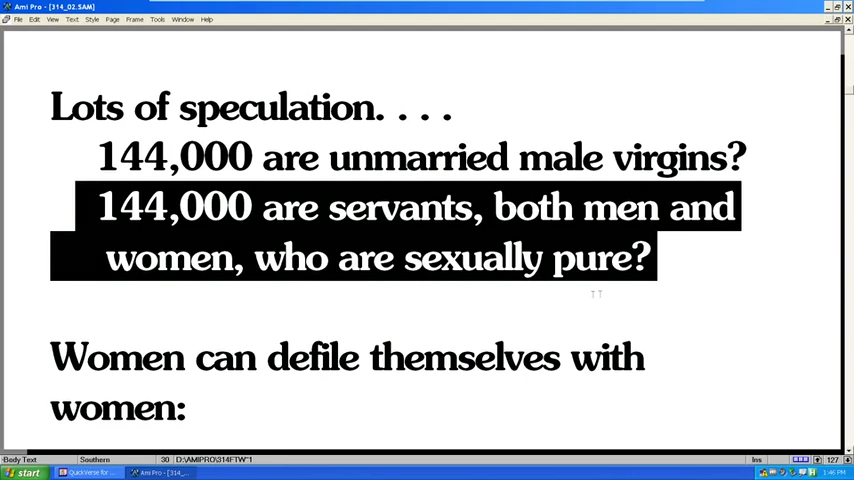 Ami Pro - [314_02.SAM]
File Edit View Text Style Page Frame Tools Window Help
Lots of speculation. . . .
144,000 are unmarried male virgins?
144,000 are servants, both men and
women, who are sexually pure?
Women can defile themselves with
women:
Body Text Southern 30 D:\AMIPRO\314FTW~1 Ins 127
start QuickVerse for ... Ami Pro - [314_... 1:46 PM